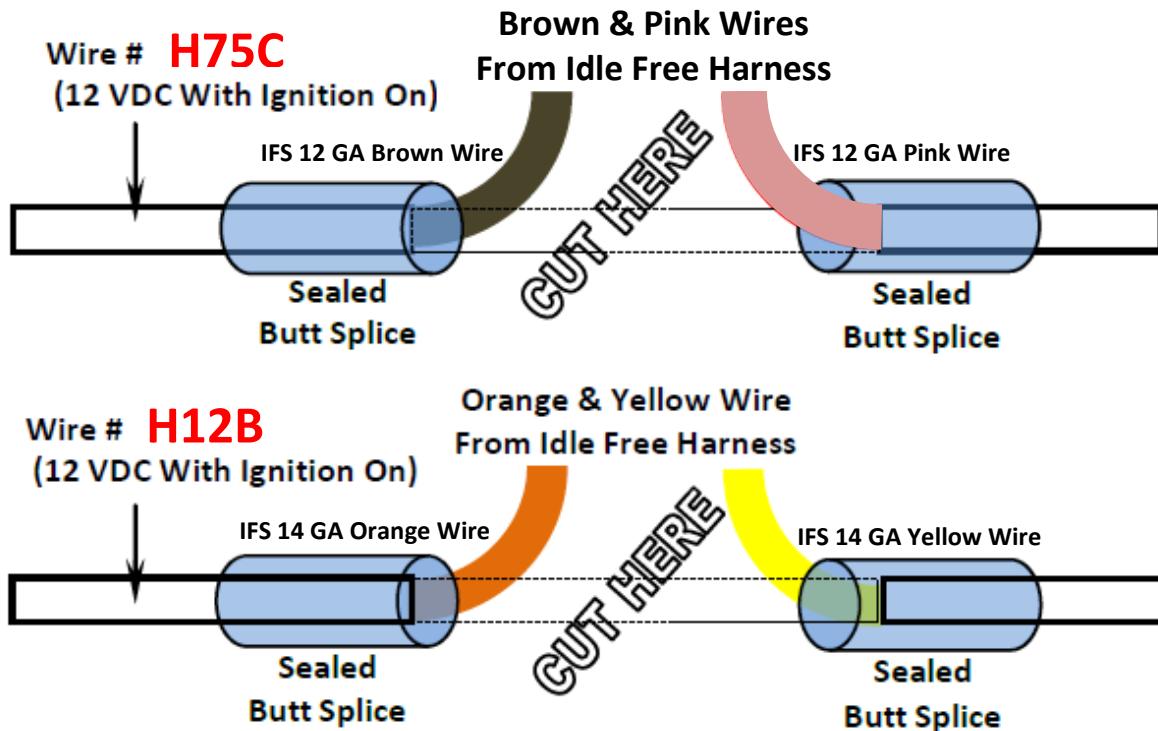 Brown & Pink Wires
From Idle Free Harness
Wire # H75C
(12 VDC With Ignition On)
IFS 12 GA Brown Wire
IFS 12 GA Pink Wire
CUT HERE
Sealed
Butt Splice
Sealed
Butt Splice
Orange & Yellow Wire
From Idle Free Harness
Wire # H12B
(12 VDC With Ignition On)
IFS 14 GA Orange Wire
IFS 14 GA Yellow Wire
CUT HERE
Sealed
Butt Splice
Sealed
Butt Splice